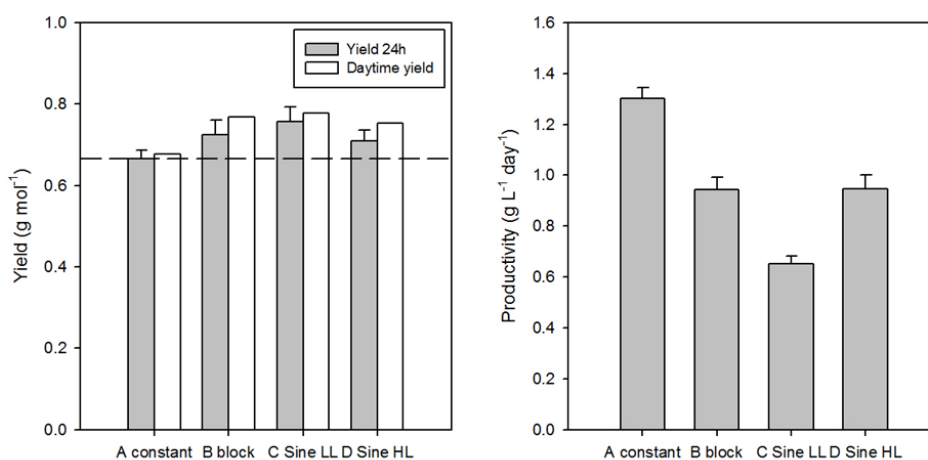 1.0
0.8
0.6
0.4
0.2
0.0
Yield (g mol⁻¹)
Yield 24h
Daytime yield
A constant B block C Sine LL D Sine HL
1.6
1.4
1.2
1.0
0.8
0.6
0.4
0.2
0.0
Productivity (g L⁻¹ day⁻¹)
A constant B block C Sine LL D Sine HL